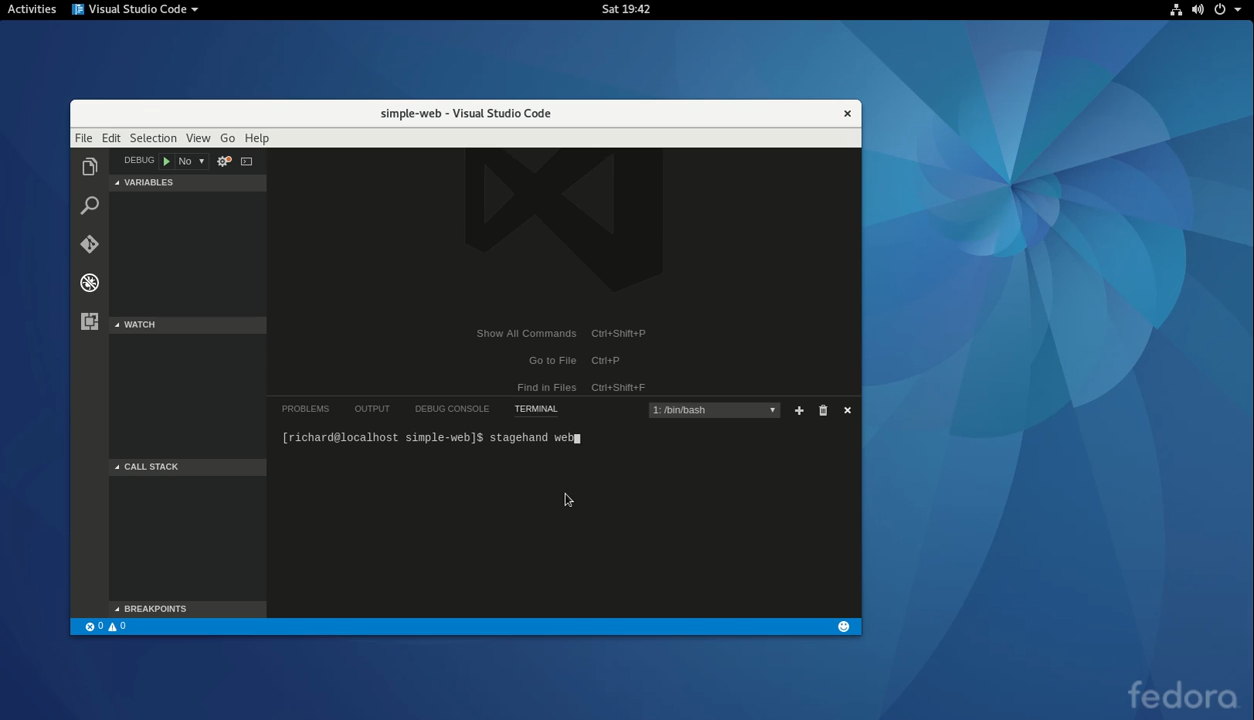 Activities Visual Studio Code Sat 19:42
simple-web - Visual Studio Code
File Edit Selection View Go Help
DEBUG No
VARIABLES
WATCH
CALL STACK
BREAKPOINTS
Show All Commands Ctrl+Shift+P
Go to File Ctrl+P
Find in Files Ctrl+Shift+F
PROBLEMS OUTPUT DEBUG CONSOLE TERMINAL 1: /bin/bash
[richard@localhost simple-web]$ stagehand web
0 0
fedora